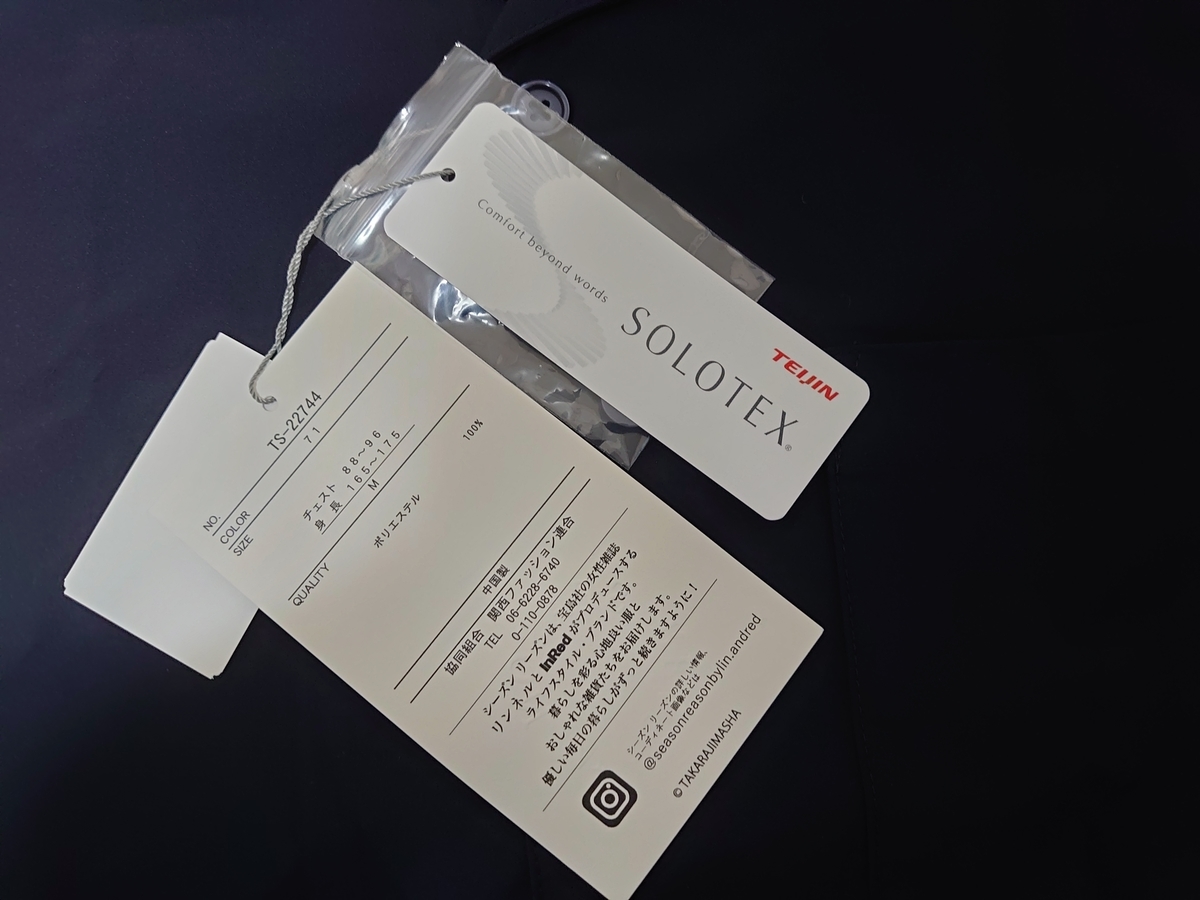 Comfort beyond words
SOLOTEX®
TEIJIN
NO. TS-22744
COLOR 71
SIZE チェスト 88～96
身長 165～175
M
QUALITY
ポリエステル 100%
中国製
協同組合 関西ファッション連合
TEL 06-6228-6740
0-110-0878
シーズン リーズンは、宝島社の女性雑誌
リンネルと InRed がプロデュースする
ライフスタイル・ブランドです。
暮らしを彩る心地良い服と
おしゃれな雑貨たちをお届けします。
優しい毎日の暮らしがずっと続きますように！
シーズン リーズンの詳しい情報、
コーディネート画像などは
@seasonreasonbylin.andred
©TAKARAJIMASHA